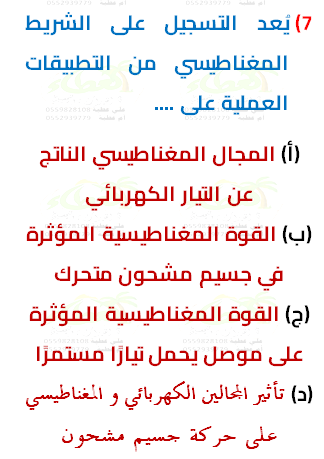 7) يُعد التسجيل على الشريط
المغناطيسي من التطبيقات
العملية على ....
(أ) المجال المغناطيسي الناتج
عن التيار الكهربائي
(ب) القوة المغناطيسية المؤثرة
في جسيم مشحون متحرك
(ج) القوة المغناطيسية المؤثرة
على موصل يحمل تيارًا مستمرًا
(د) تأثير المجالين الكهربائي و المغناطيسي
على حركة جسيم مشحون